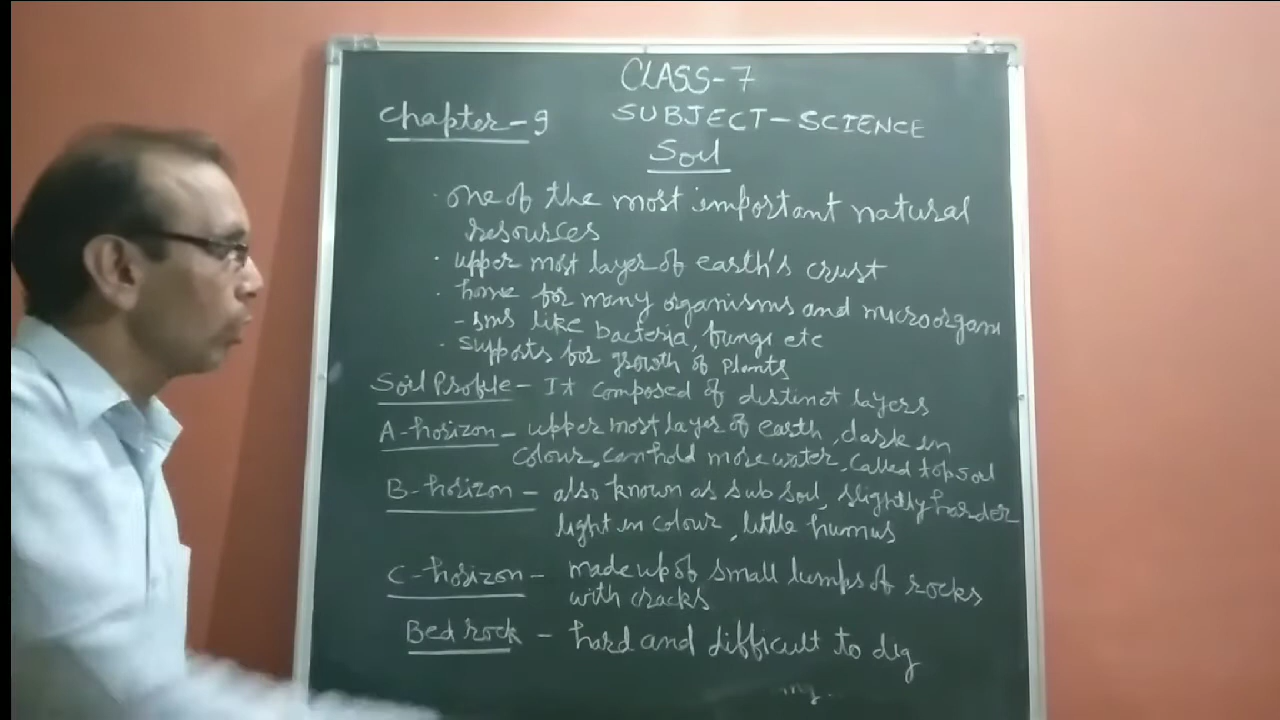 CLASS-7
Chapter-9 SUBJECT-SCIENCE
Soil
· one of the most important natural
resources
· upper most layer of earth's crust
· home for many organisms and microorgani
-sms like bacteria, fungi etc
· supports for growth of plants
Soil Profile - It composed of distinct layers
A-horizon - upper most layer of earth, dark in
colour, can hold more water, called topsoil
B-horizon - also known as sub soil, slightly harder
light in colour, little humus
C-horizon - made up of small lumps of rocks
with cracks
Bed rock - hard and difficult to dig